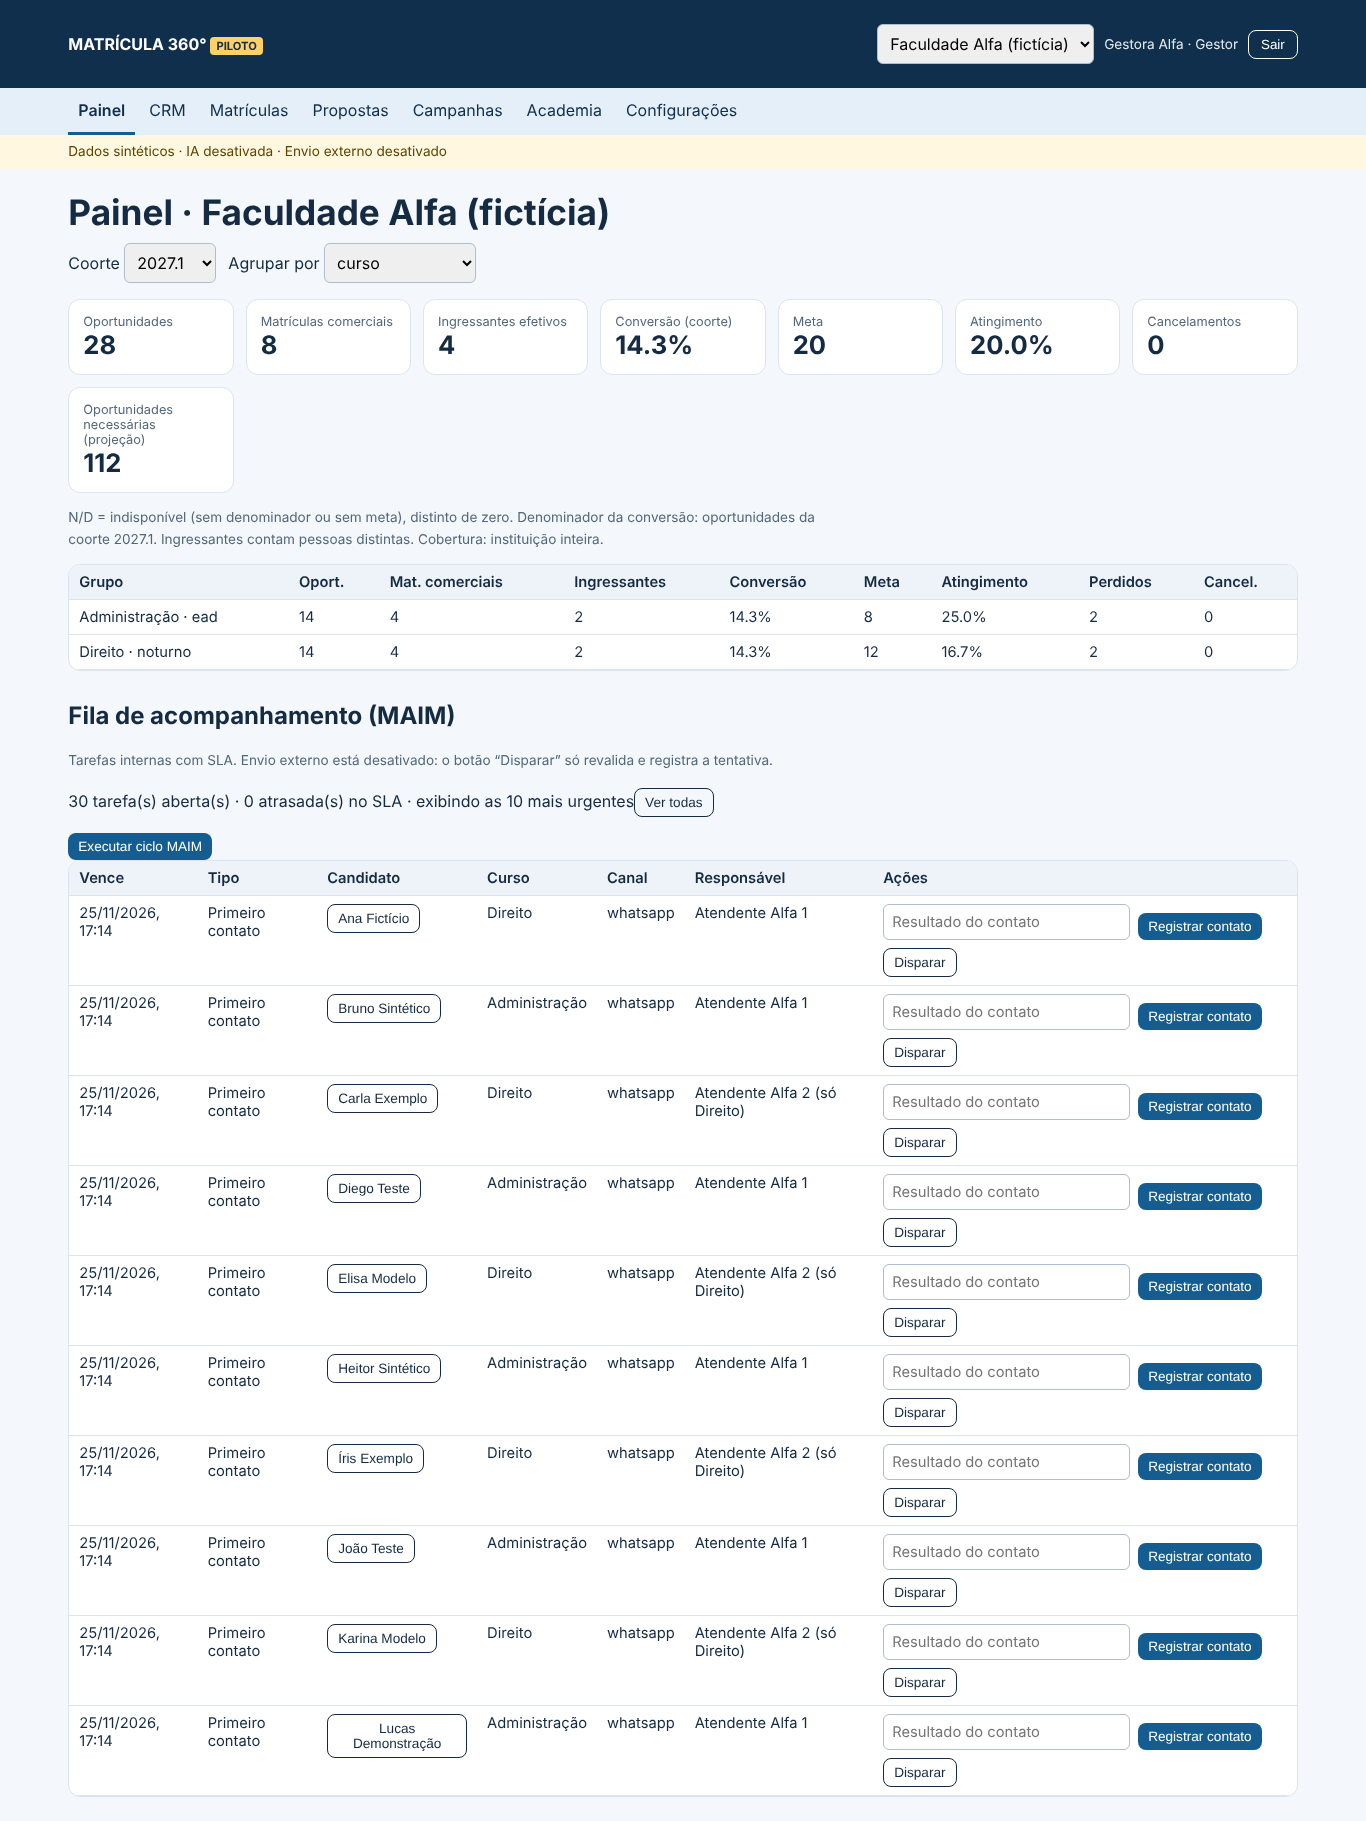 MATRÍCULA 360° PILOTO
Faculdade Alfa (fictícia)
Gestora Alfa · Gestor
Sair
Painel CRM Matrículas Propostas Campanhas Academia Configurações
Dados sintéticos · IA desativada · Envio externo desativado
Painel · Faculdade Alfa (fictícia)
Coorte 2027.1 Agrupar por curso
Oportunidades
28
Matrículas comerciais
8
Ingressantes efetivos
4
Conversão (coorte)
14.3%
Meta
20
Atingimento
20.0%
Cancelamentos
0
Oportunidades
necessárias
(projeção)
112
N/D = indisponível (sem denominador ou sem meta), distinto de zero. Denominador da conversão: oportunidades da
coorte 2027.1. Ingressantes contam pessoas distintas. Cobertura: instituição inteira.
Grupo Oport. Mat. comerciais Ingressantes Conversão Meta Atingimento Perdidos Cancel.
Administração · ead 14 4 2 14.3% 8 25.0% 2 0
Direito · noturno 14 4 2 14.3% 12 16.7% 2 0
Fila de acompanhamento (MAIM)
Tarefas internas com SLA. Envio externo está desativado: o botão “Disparar” só revalida e registra a tentativa.
30 tarefa(s) aberta(s) · 0 atrasada(s) no SLA · exibindo as 10 mais urgentes Ver todas
Executar ciclo MAIM
Vence Tipo Candidato Curso Canal Responsável Ações
25/11/2026, Primeiro Ana Fictício Direito whatsapp Atendente Alfa 1 Resultado do contato Registrar contato
17:14 contato
Disparar
25/11/2026, Primeiro Bruno Sintético Administração whatsapp Atendente Alfa 1 Resultado do contato Registrar contato
17:14 contato
Disparar
25/11/2026, Primeiro Carla Exemplo Direito whatsapp Atendente Alfa 2 (só Resultado do contato Registrar contato
17:14 contato Direito)
Disparar
25/11/2026, Primeiro Diego Teste Administração whatsapp Atendente Alfa 1 Resultado do contato Registrar contato
17:14 contato
Disparar
25/11/2026, Primeiro Elisa Modelo Direito whatsapp Atendente Alfa 2 (só Resultado do contato Registrar contato
17:14 contato Direito)
Disparar
25/11/2026, Primeiro Heitor Sintético Administração whatsapp Atendente Alfa 1 Resultado do contato Registrar contato
17:14 contato
Disparar
25/11/2026, Primeiro Íris Exemplo Direito whatsapp Atendente Alfa 2 (só Resultado do contato Registrar contato
17:14 contato Direito)
Disparar
25/11/2026, Primeiro João Teste Administração whatsapp Atendente Alfa 1 Resultado do contato Registrar contato
17:14 contato
Disparar
25/11/2026, Primeiro Karina Modelo Direito whatsapp Atendente Alfa 2 (só Resultado do contato Registrar contato
17:14 contato Direito)
Disparar
25/11/2026, Primeiro Lucas Administração whatsapp Atendente Alfa 1 Resultado do contato Registrar contato
17:14 contato Demonstração
Disparar